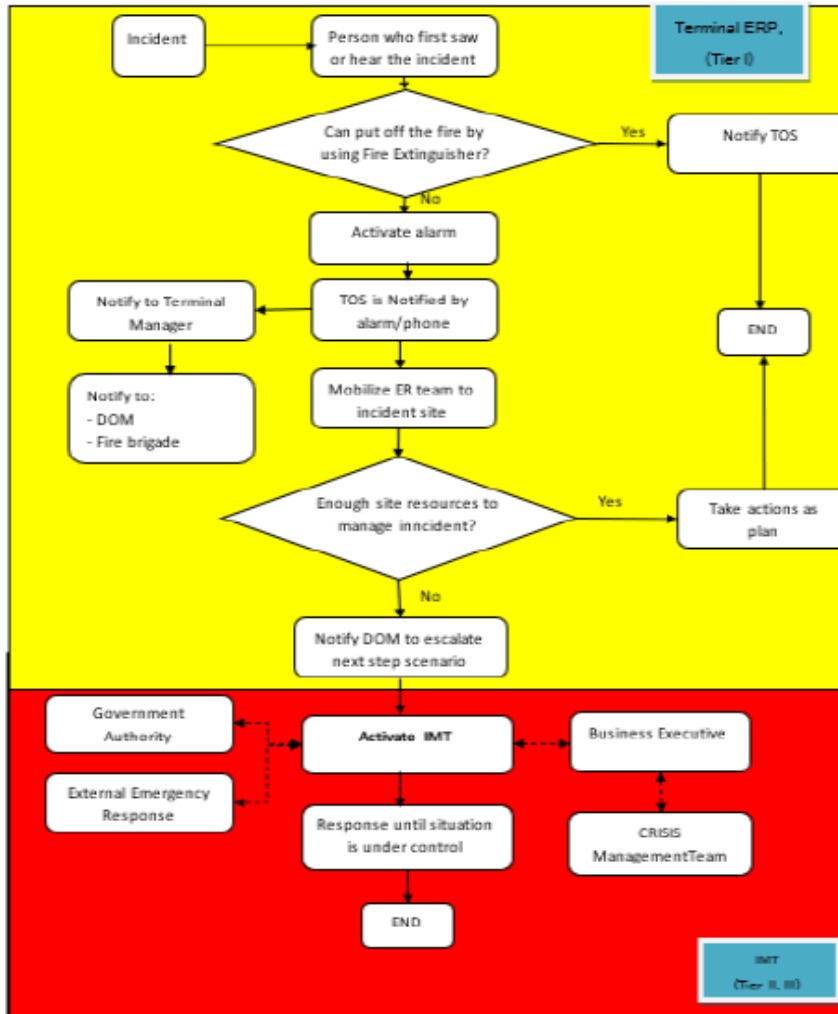 Incident
Person who first saw
or hear the incident
Terminal ERP,
(Tier I)
Can put off the fire by
using Fire Extinguisher?
Yes
Notify TOS
No
Activate alarm
Notify to Terminal
Manager
TOS is Notified by
alarm/phone
END
Notify to:
- DOM
- Fire brigade
Mobilize ER team to
incident site
Enough site resources to
manage inncident?
Yes
Take actions as
plan
No
Notify DOM to escalate
next step scenario
Government
Authority
Activate IMT
Business Executive
External Emergency
Response
Response until situation
is under control
CRISIS
ManagementTeam
END
IMT
(Tier II, III)